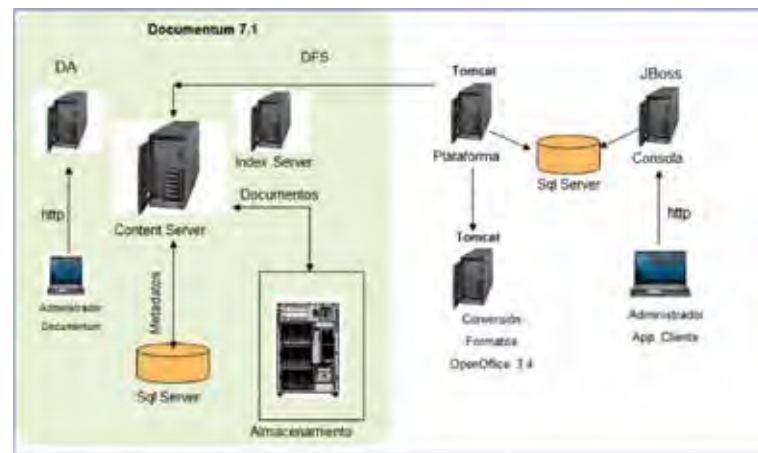 Documentum 7.1
DFS
DA
Tomcat
JBoss
Index Server
Plataforma
Sql Server
Consola
http
Documentos
http
Content Server
Tomcat
Metadatos
Administrador
Documentum
Conversión
Formatos
OpenOffice 3.4
Administrador
App Cliente
Sql Server
Almacenamiento